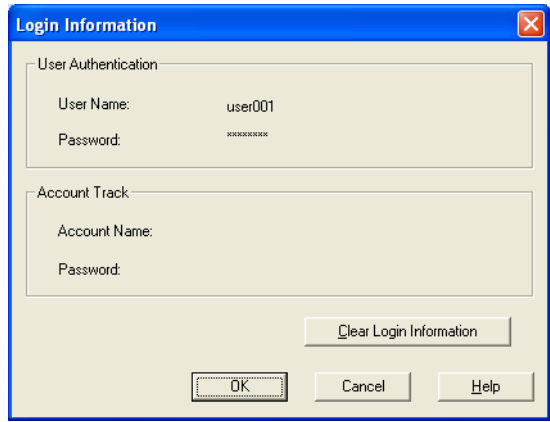 Login Information
User Authentication
User Name: user001
Password: ********
Account Track
Account Name:
Password:
Clear Login Information
OK Cancel Help